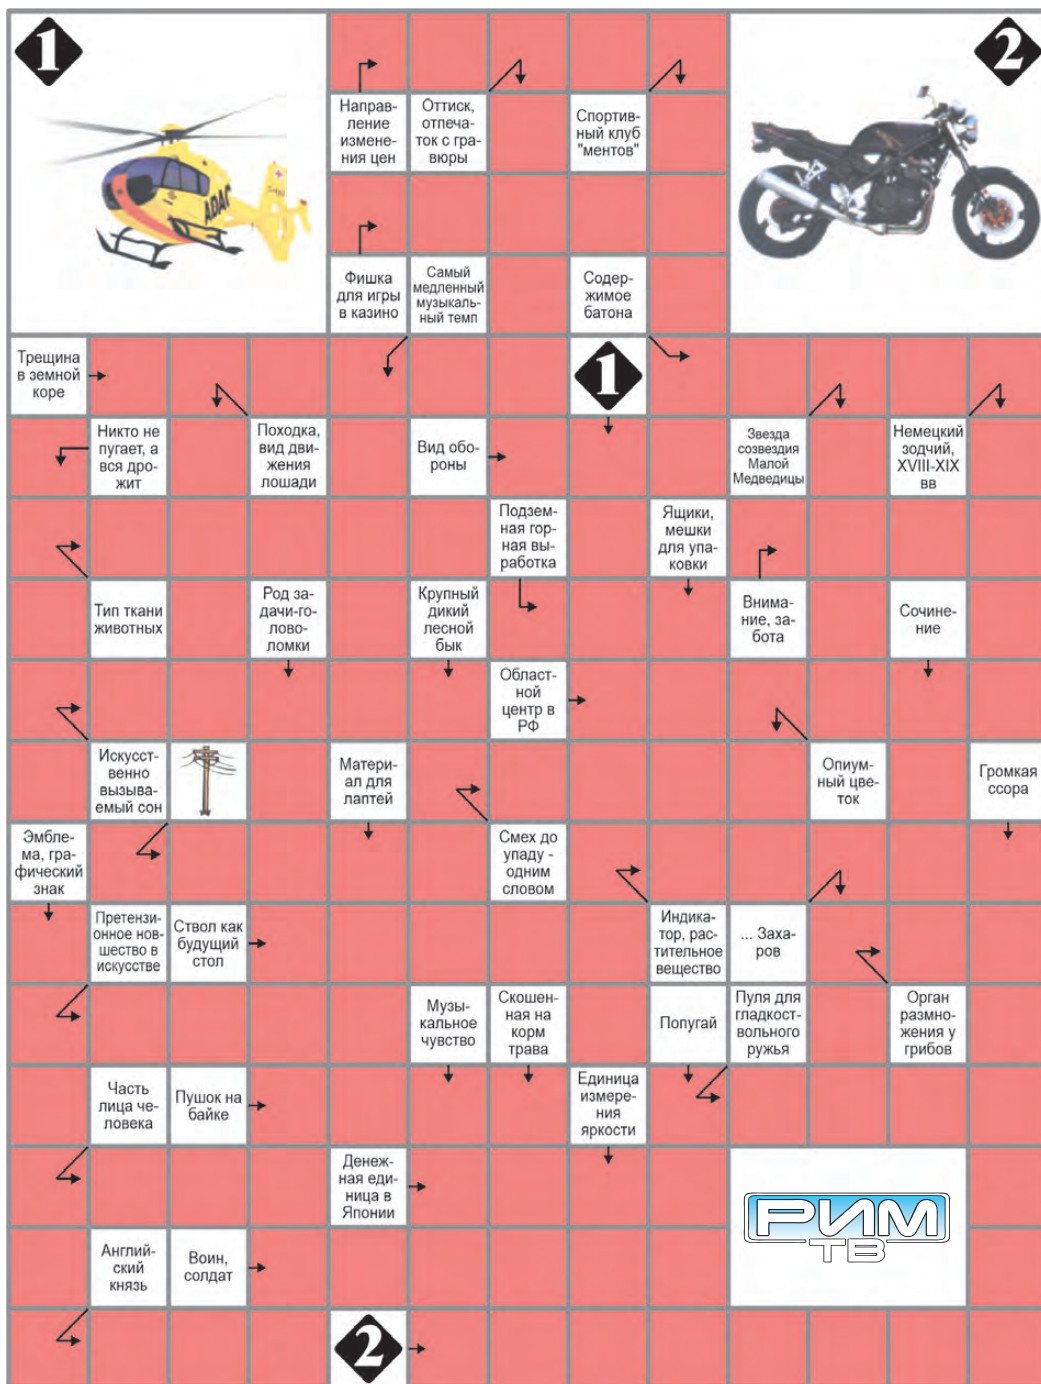 1
2
Направ-
ление
измене-
ния цен
Оттиск,
отпеча-
ток с гра-
вюры
Спортив-
ный клуб
"ментов"
ADAC
Фишка
для игры
в казино
Самый
медленный
музыкаль-
ный темп
Содер-
жимое
батона
Трещина
в земной
коре
1
Никто не
пугает, а
вся дро-
жит
Походка,
вид дви-
жения
лошади
Вид обо-
роны
Звезда
созвездия
Малой
Медведицы
Немецкий
зодчий,
XVIII-XIX
вв
Подзем-
ная гор-
ная вы-
работка
Ящики,
мешки
для упа-
ковки
Тип ткани
животных
Род за-
дачи-го-
лово-
ломки
Крупный
дикий
лесной
бык
Внима-
ние, за-
бота
Сочине-
ние
Област-
ной
центр в
РФ
Искусст-
венно
вызыва-
емый сон
Матери-
ал для
лаптей
Опиум-
ный цве-
ток
Громкая
ссора
Эмбле-
ма, гра-
фический
знак
Смех до
упаду -
одним
словом
Претензи-
онное нов-
шество в
искусстве
Ствол как
будущий
стол
Индика-
тор, рас-
тительное
вещество
... Заха-
ров
Музы-
кальное
чувство
Скошен-
ная на
корм
трава
Попугай
Пуля для
гладкост-
вольного
ружья
Орган
размно-
жения у
грибов
Часть
лица че-
ловека
Пушок на
байке
Единица
измере-
ния
яркости
Денеж-
ная еди-
ница в
Японии
РИМ
ТВ
Англий-
ский
князь
Воин,
солдат
2